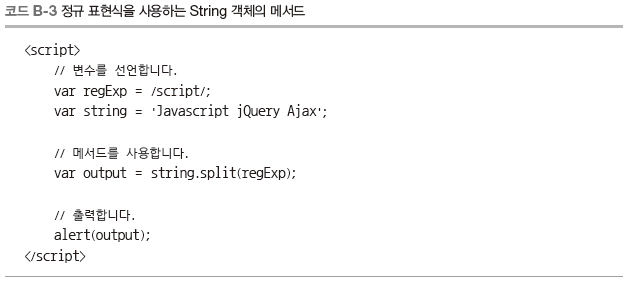 코드 B-3 정규 표현식을 사용하는 String 객체의 메서드
<script>
// 변수를 선언합니다.
var regExp = /script/;
var string = 'Javascript jQuery Ajax';
// 메서드를 사용합니다.
var output = string.split(regExp);
// 출력합니다.
alert(output);
</script>